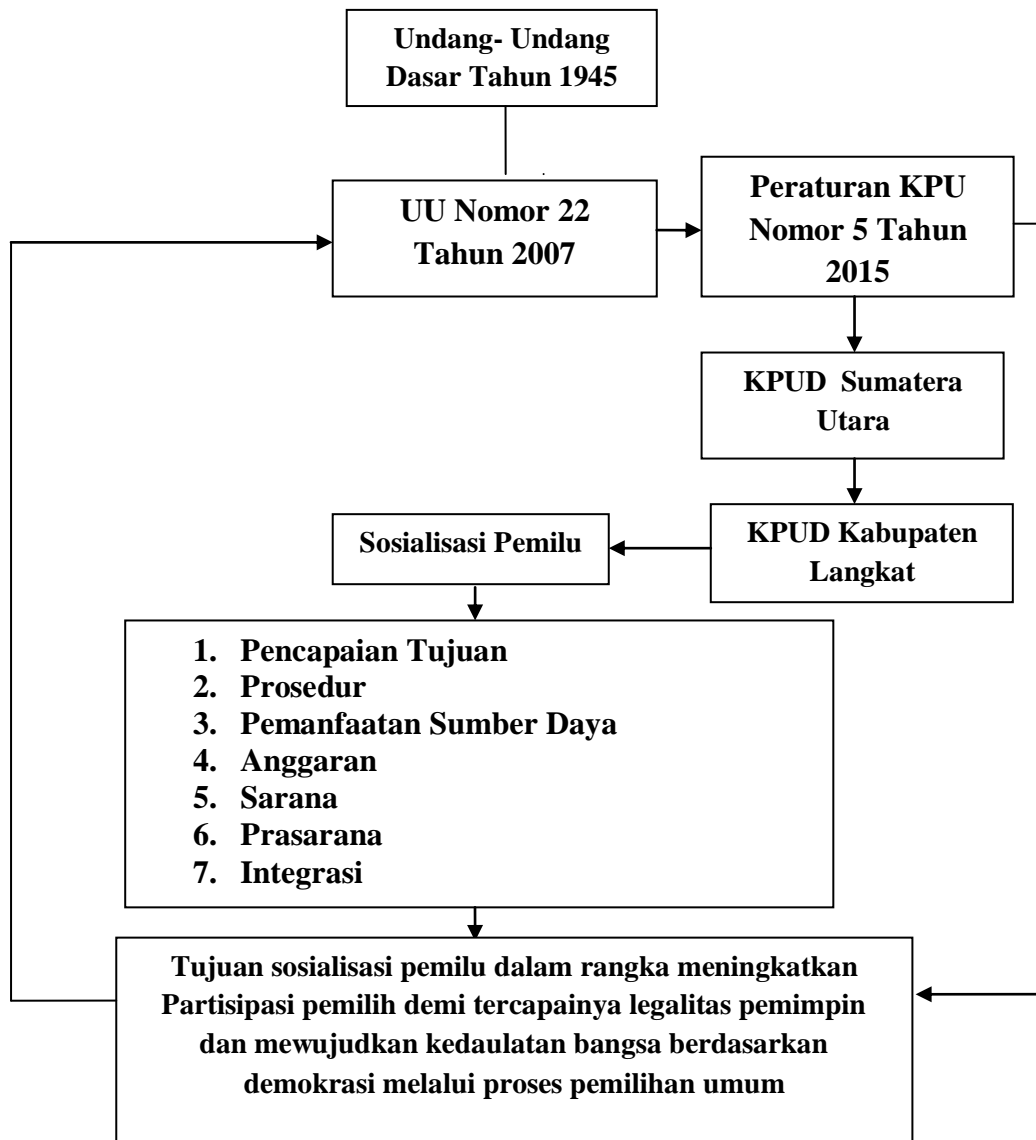 Undang- Undang
Dasar Tahun 1945
UU Nomor 22
Tahun 2007
Peraturan KPU
Nomor 5 Tahun
2015
KPUD Sumatera
Utara
KPUD Kabupaten
Langkat
Sosialisasi Pemilu
1. Pencapaian Tujuan
2. Prosedur
3. Pemanfaatan Sumber Daya
4. Anggaran
5. Sarana
6. Prasarana
7. Integrasi
Tujuan sosialisasi pemilu dalam rangka meningkatkan
Partisipasi pemilih demi tercapainya legalitas pemimpin
dan mewujudkan kedaulatan bangsa berdasarkan
demokrasi melalui proses pemilihan umum